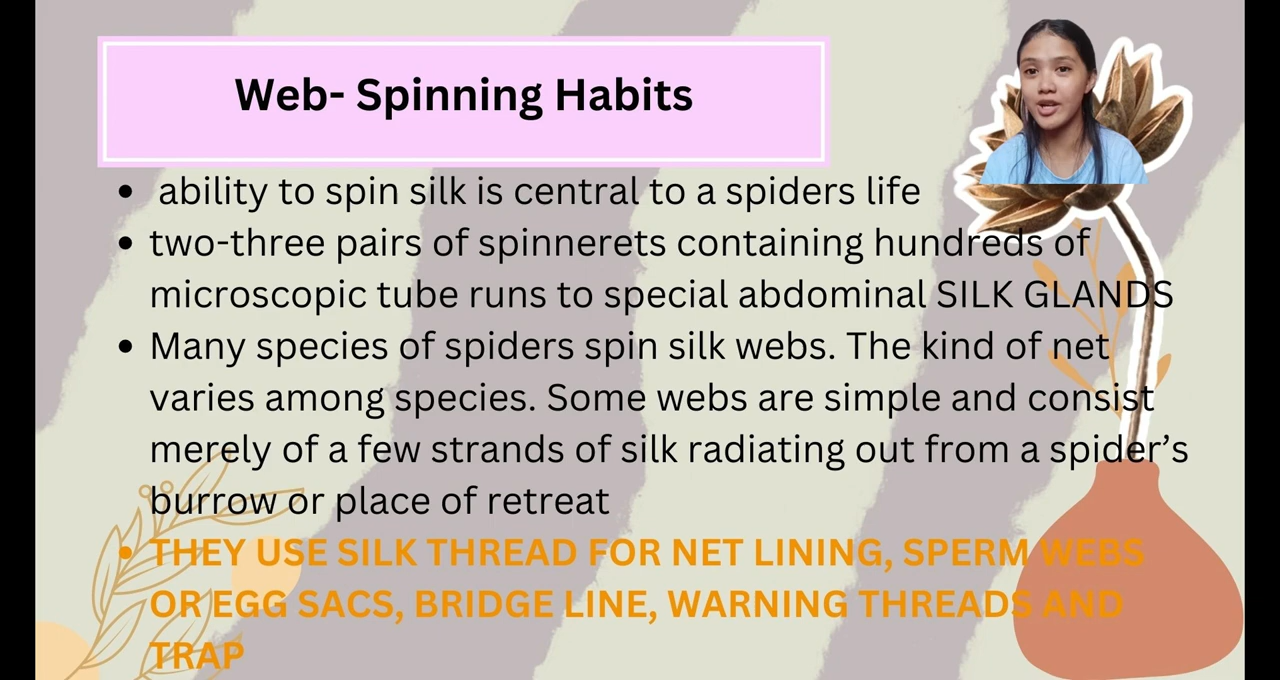 Web- Spinning Habits
• ability to spin silk is central to a spiders life
• two-three pairs of spinnerets containing hundreds of
microscopic tube runs to special abdominal SILK GLANDS
• Many species of spiders spin silk webs. The kind of net
varies among species. Some webs are simple and consist
merely of a few strands of silk radiating out from a spider’s
burrow or place of retreat
• THEY USE SILK THREAD FOR NET LINING, SPERM WEBS
OR EGG SACS, BRIDGE LINE, WARNING THREADS AND
TRAP